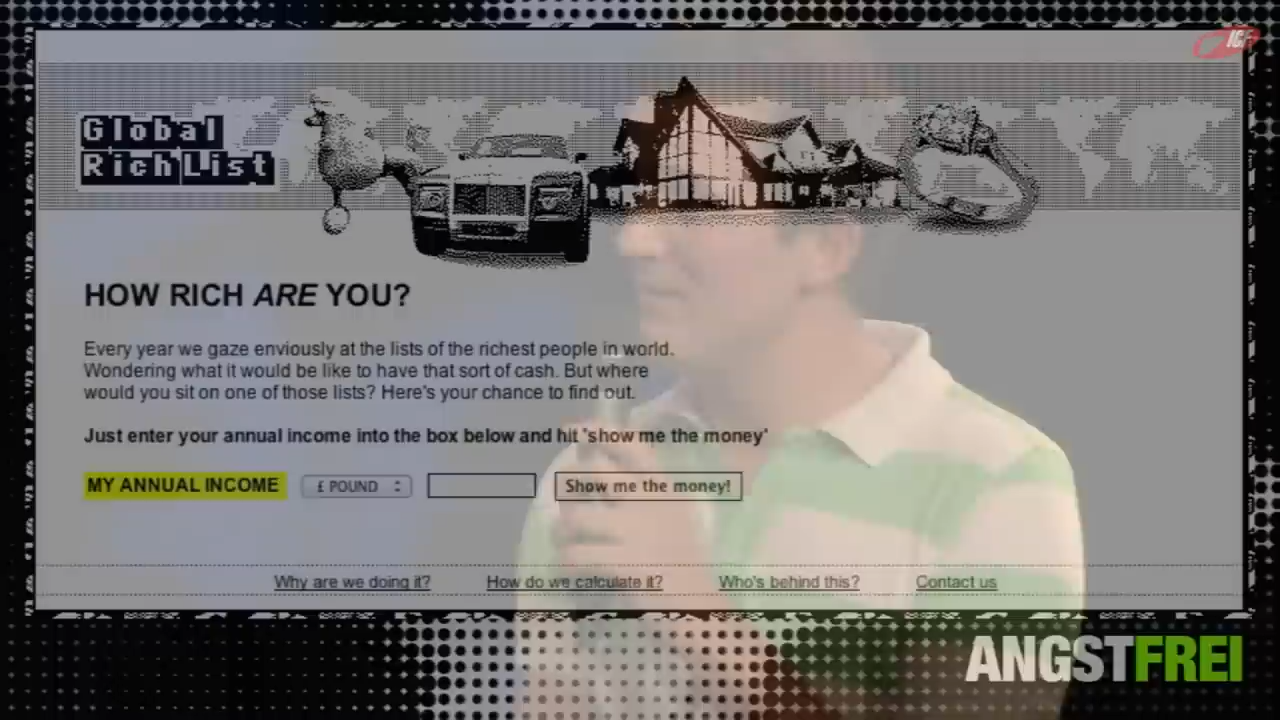 ICF
Global
Rich List
HOW RICH ARE YOU?
Every year we gaze enviously at the lists of the richest people in world.
Wondering what it would be like to have that sort of cash. But where
would you sit on one of those lists? Here's your chance to find out.
Just enter your annual income into the box below and hit 'show me the money'
MY ANNUAL INCOME £ POUND Show me the money!
Why are we doing it? How do we calculate it? Who's behind this? Contact us
ANGSTFREI